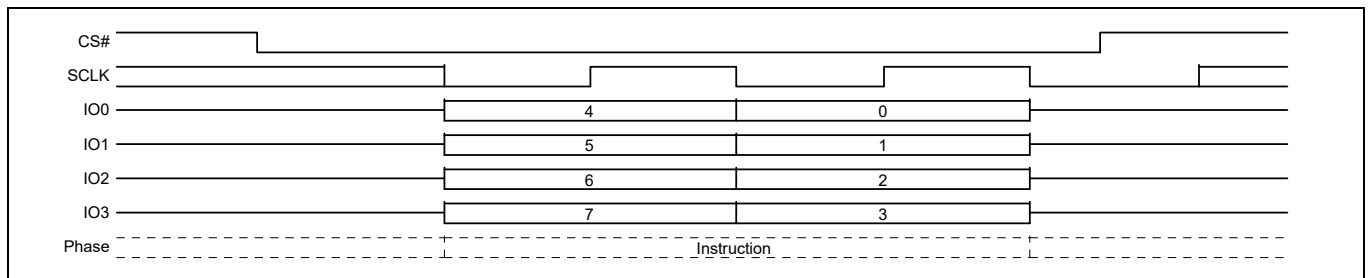 CS#
SCLK
IO0 4 0
IO1 5 1
IO2 6 2
IO3 7 3
Phase Instruction